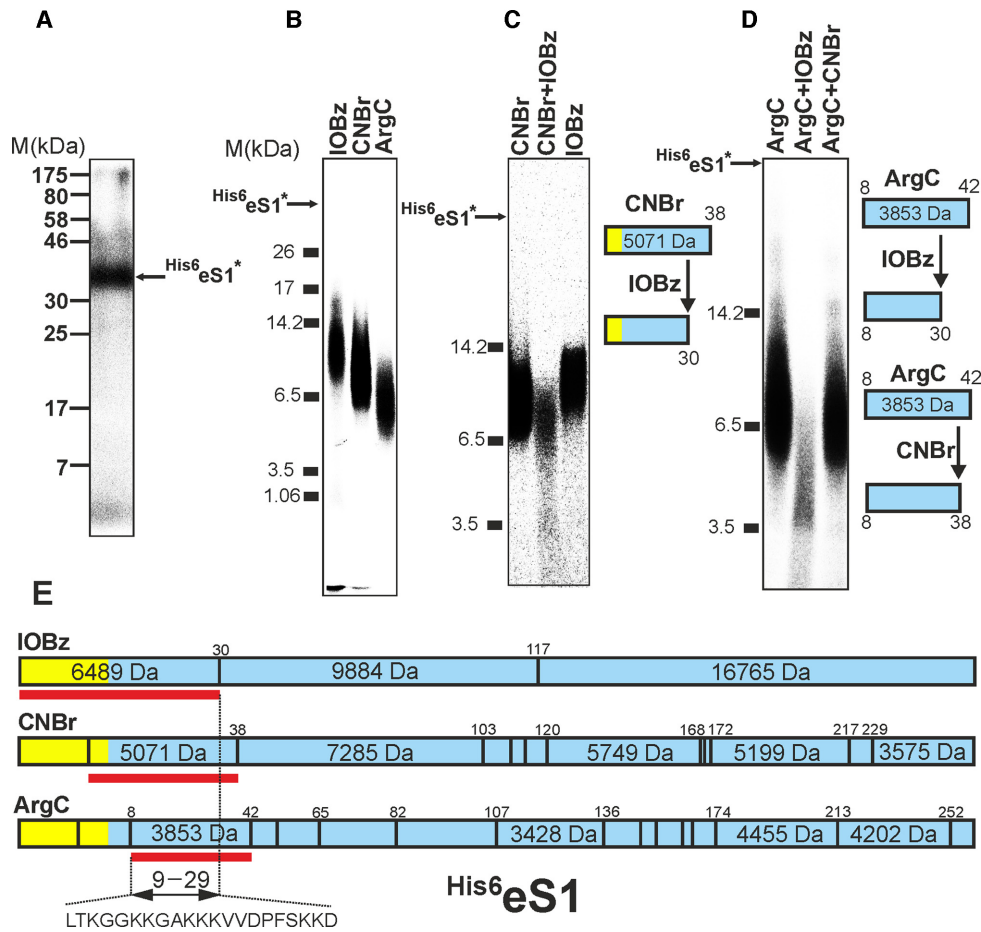 A
M(kDa)
175
80
58
46
30
25
17
7
His6eS1*
B
IOBz
CNBr
ArgC
M(kDa)
His6eS1*
26
17
14.2
6.5
3.5
1.06
C
CNBr
CNBr+IOBz
IOBz
His6eS1*
14.2
6.5
3.5
CNBr
38
5071 Da
IOBz
30
D
ArgC
ArgC+IOBz
ArgC+CNBr
His6eS1*
14.2
6.5
3.5
ArgC
8 42
3853 Da
IOBz
8 30
ArgC
8 42
3853 Da
CNBr
8 38
E
IOBz
30 117
6489 Da 9884 Da 16765 Da
CNBr
38 103 120 168 172 217 229
5071 Da 7285 Da 5749 Da 5199 Da 3575 Da
ArgC
8 42 65 82 107 136 174 213 252
3853 Da 3428 Da 4455 Da 4202 Da
9–29
LTKGGKKGAKKKVVDPFSKKD
His6eS1